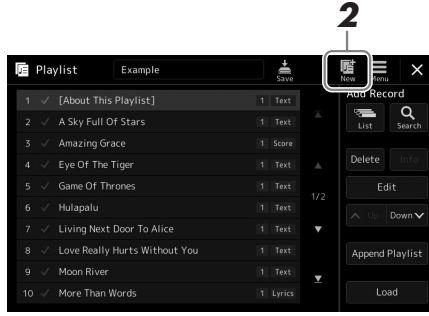 2
Playlist Example Save New Menu
Add Record
1 [About This Playlist] 1 Text
2 A Sky Full Of Stars 1 Text
3 Amazing Grace 1 Score
4 Eye Of The Tiger 1 Text
5 Game Of Thrones 1 Text
6 Hulapalu 1 Text
7 Living Next Door To Alice 1 Text
8 Love Really Hurts Without You 1 Text
9 Moon River 1 Text
10 More Than Words 1 Lyrics
1/2
List Search
Delete Info
Edit
Up Down
Append Playlist
Load